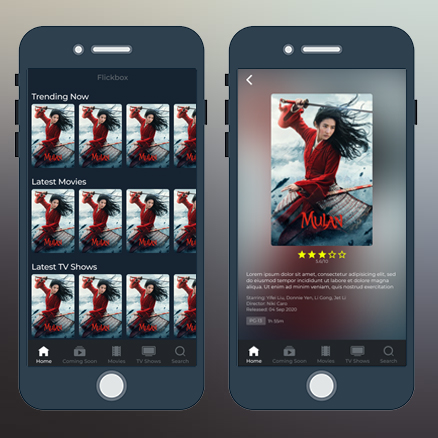 Flickbox
Trending Now
MULAN
MULAN
MULAN
Latest Movies
MULAN
MULAN
MULAN
Latest TV Shows
MULAN
MULAN
MULAN
Home
Coming Soon
Movies
TV Shows
Search
MULAN
5.6/10
Lorem ipsum dolor sit amet, consectetur adipisicing elit, sed do
eiusmod tempor incididunt ut labore et dolore magna
aliqua. Ut enim ad minim veniam, quis nostrud exercitation
Starring: Yifei Liu, Donnie Yen, Li Gong, Jet Li
Director: Niki Caro
Released: 04 Sep 2020
PG-13
1h 55m
Home
Coming Soon
Movies
TV Shows
Search